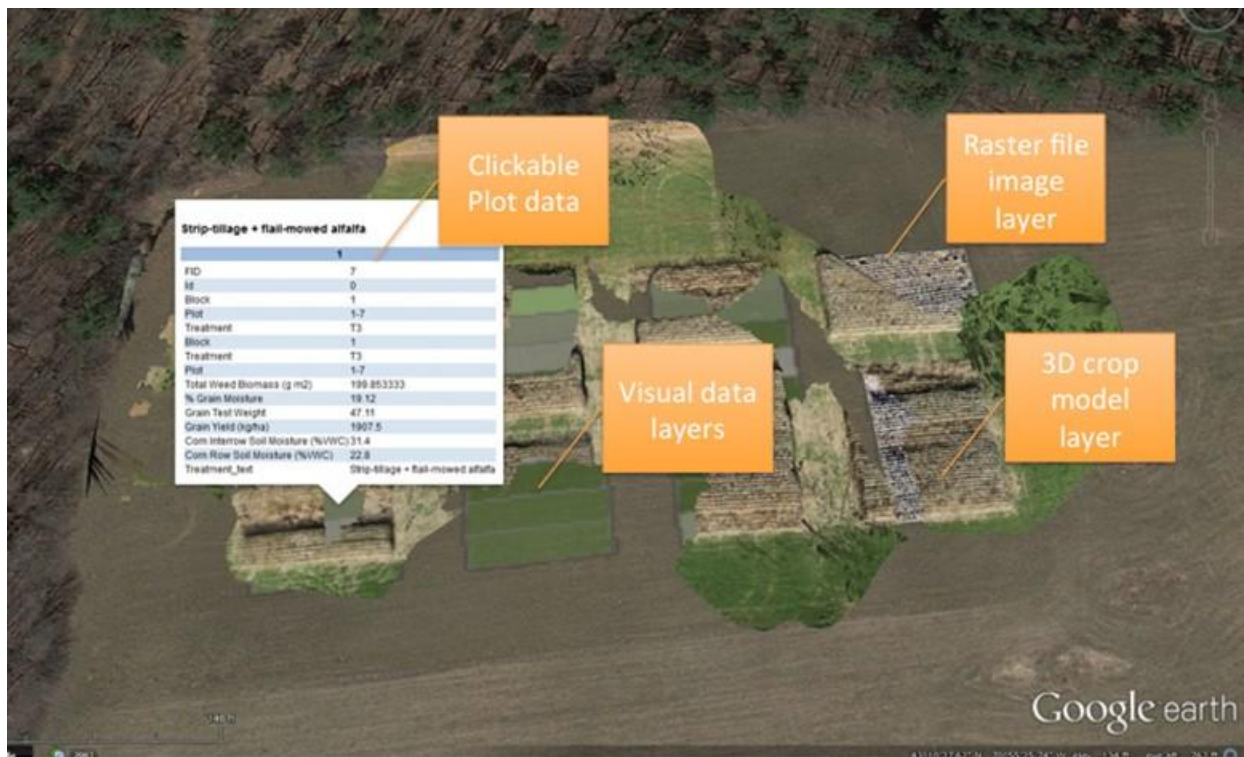 Clickable
Plot data
Raster file
image
layer
Strip-tillage + flail-mowed alfalfa
1
FID 7
Id 0
Block 1
Plot 1-7
Treatment T3
Block 1
Treatment T3
Plot 1-7
Total Weed Biomass (g m2) 199.853333
% Grain Moisture 19.12
Grain Test Weight 47.11
Grain Yield (kg/ha) 1907.5
Corn Interrow Soil Moisture (%VWC) 31.4
Corn Row Soil Moisture (%VWC) 22.8
Treatment_text Strip-tillage + flail-mowed alfalfa
Visual data
layers
3D crop
model
layer
Google earth